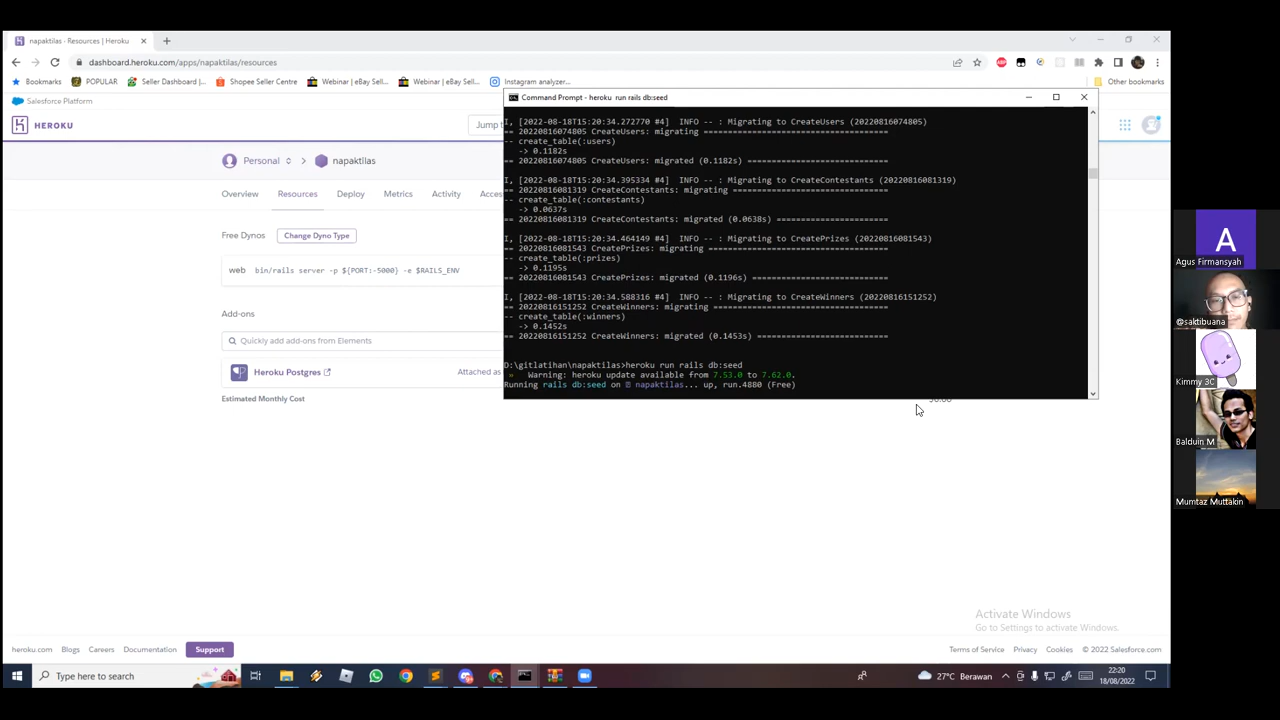 napaktilas - Resources | Heroku
dashboard.heroku.com/apps/napaktilas/resources
Bookmarks
POPULAR
Seller Dashboard |...
Shopee Seller Centre
Webinar | eBay Sell...
Webinar | eBay Sell...
Instagram analyzer...
Other bookmarks
Salesforce Platform
HEROKU
Jump t
Personal
napaktilas
Overview
Resources
Deploy
Metrics
Activity
Acces
Free Dynos
Change Dyno Type
web bin/rails server -p ${PORT:-5000} -e $RAILS_ENV
Add-ons
Quickly add add-ons from Elements
Heroku Postgres
Attached as
Estimated Monthly Cost
Command Prompt - heroku run rails db:seed
I, [2022-08-18T15:20:34.272770 #4]  INFO -- : Migrating to CreateUsers (20220816074805)
== 20220816074805 CreateUsers: migrating ======================================
-- create_table(:users)
-> 0.1182s
== 20220816074805 CreateUsers: migrated (0.1182s) =============================
I, [2022-08-18T15:20:34.395334 #4]  INFO -- : Migrating to CreateContestants (20220816081319)
== 20220816081319 CreateContestants: migrating ================================
-- create_table(:contestants)
-> 0.0637s
== 20220816081319 CreateContestants: migrated (0.0638s) =======================
I, [2022-08-18T15:20:34.464149 #4]  INFO -- : Migrating to CreatePrizes (20220816081543)
== 20220816081543 CreatePrizes: migrating =====================================
-- create_table(:prizes)
-> 0.1195s
== 20220816081543 CreatePrizes: migrated (0.1196s) ============================
I, [2022-08-18T15:20:34.588316 #4]  INFO -- : Migrating to CreateWinners (20220816151252)
== 20220816151252 CreateWinners: migrating ====================================
-- create_table(:winners)
-> 0.1452s
== 20220816151252 CreateWinners: migrated (0.1453s) ===========================
D:\gitlatihan\napaktilas>heroku run rails db:seed
»   Warning: heroku update available from 7.53.0 to 7.62.0.
Running rails db:seed on napaktilas... up, run.4880 (Free)
Agus Firmansyah
@saktibuana
Kimmy 3C
Balduin M
Mumtaz Muttakin
Activate Windows
Go to Settings to activate Windows.
heroku.com
Blogs
Careers
Documentation
Support
Terms of Service
Privacy
Cookies
© 2022 Salesforce.com
Type here to search
27°C Berawan
22:20
18/08/2022